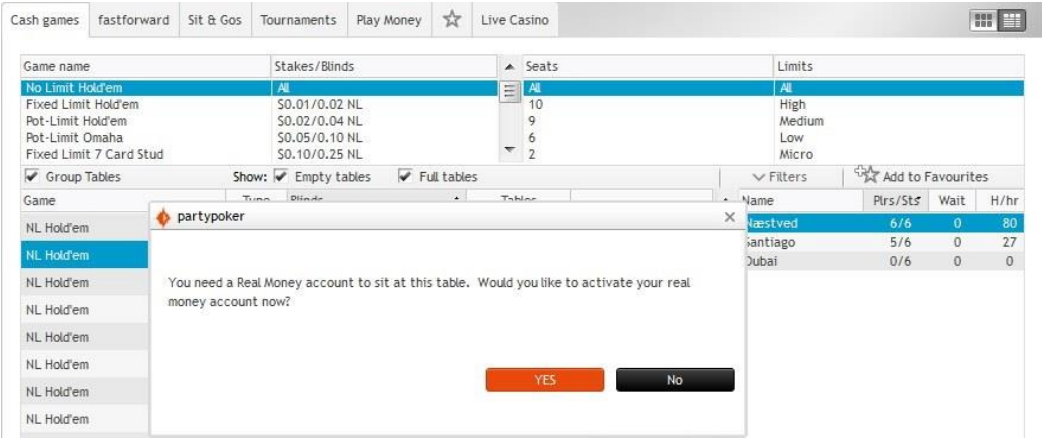 Cash games fastforward Sit & Gos Tournaments Play Money Live Casino
Game name Stakes/Blinds Seats Limits
No Limit Hold'em All All All
Fixed Limit Hold'em $0.01/0.02 NL 10 High
Pot-Limit Hold'em $0.02/0.04 NL 9 Medium
Pot-Limit Omaha $0.05/0.10 NL 6 Low
Fixed Limit 7 Card Stud $0.10/0.25 NL 2 Micro
Group Tables Show: Empty tables Full tables Filters Add to Favourites
Game Type Blinds Tables Name Plrs/Sts Wait H/hr
partypoker
NL Hold'em Næstved 6/6 0 80
NL Hold'em Santiago 5/6 0 27
Dubai 0/6 0 0
NL Hold'em You need a Real Money account to sit at this table. Would you like to activate your real
money account now?
NL Hold'em
NL Hold'em
NL Hold'em
YES No
NL Hold'em
NL Hold'em